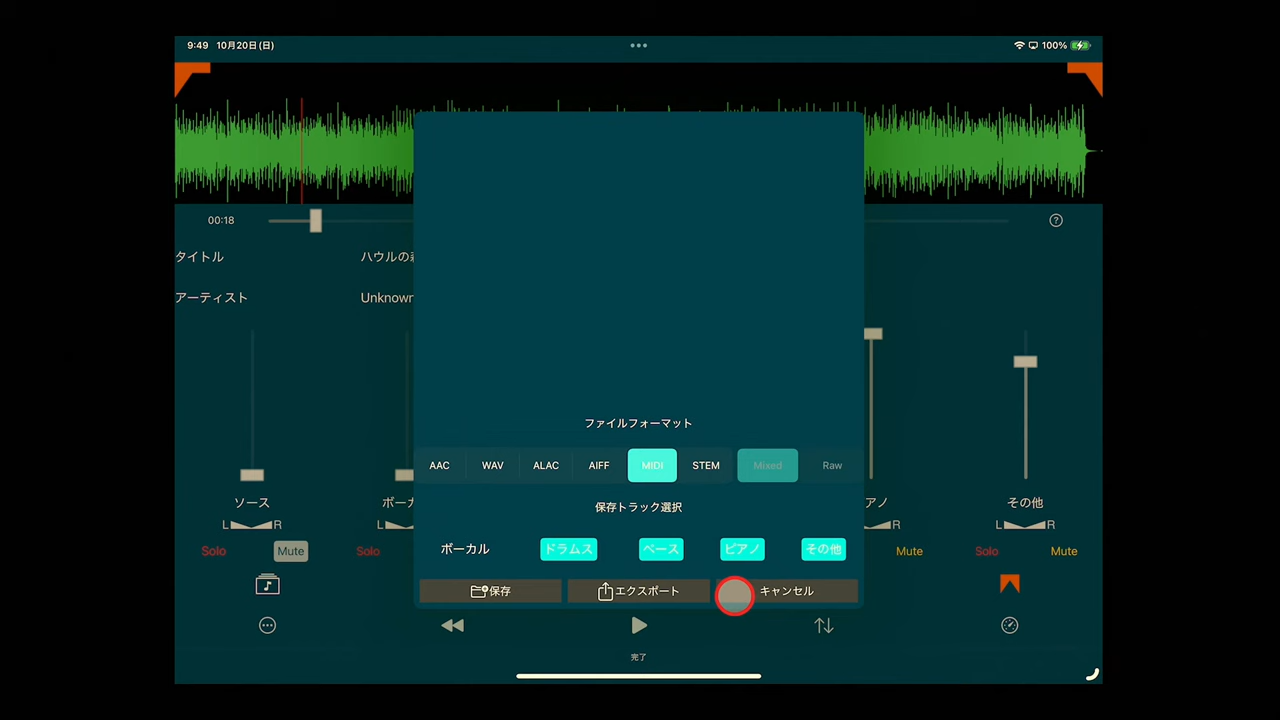 9:49 10月20日(日) 100%
00:18
タイトル ハウルの
アーティスト Unknown
ファイルフォーマット
AAC WAV ALAC AIFF MIDI STEM Mixed Raw
ソース ボー アノ その他
保存トラック選択
L R L R L R
Solo Mute Solo Mute Solo Mute
ボーカル ドラムス ベース ピアノ その他
保存 エクスポート キャンセル
完了